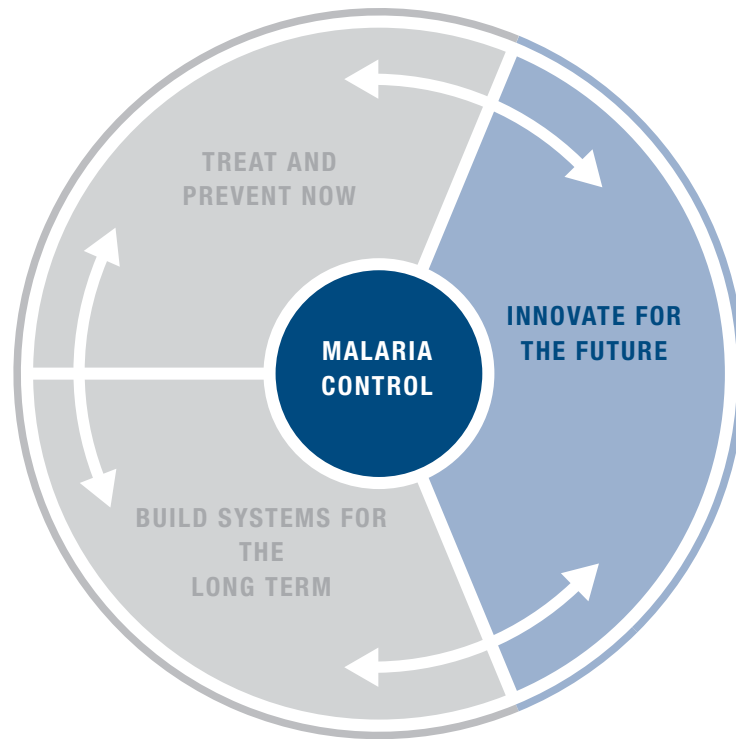 TREAT AND
PREVENT NOW
INNOVATE FOR
THE FUTURE
MALARIA
CONTROL
BUILD SYSTEMS FOR
THE
LONG TERM